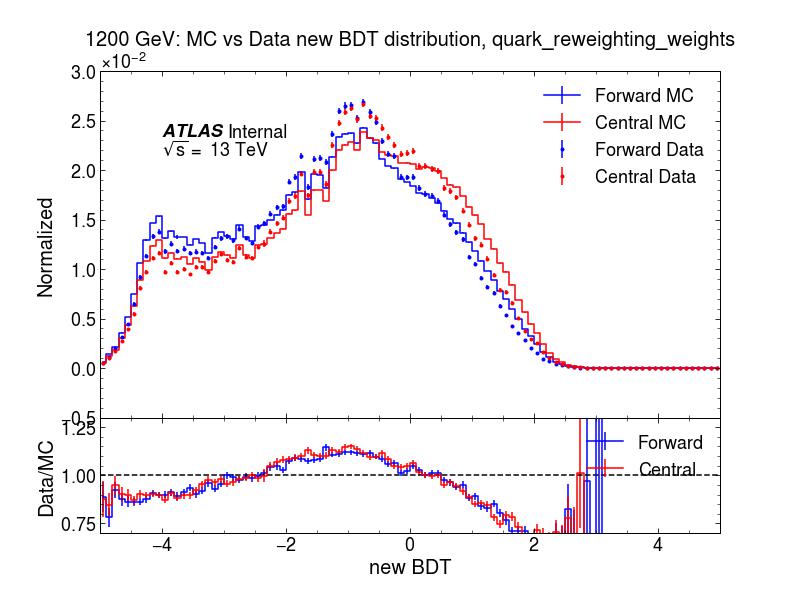 1200 GeV: MC vs Data new BDT distribution, quark_reweighting_weights
×10⁻²
3.0
2.5
2.0
1.5
1.0
0.5
0.0
Normalized
ATLAS Internal
√s = 13 TeV
Forward MC
Central MC
Forward Data
Central Data
0.5
1.25
1.00
0.75
Data/MC
Forward
Central
−4
−2
0
2
4
new BDT